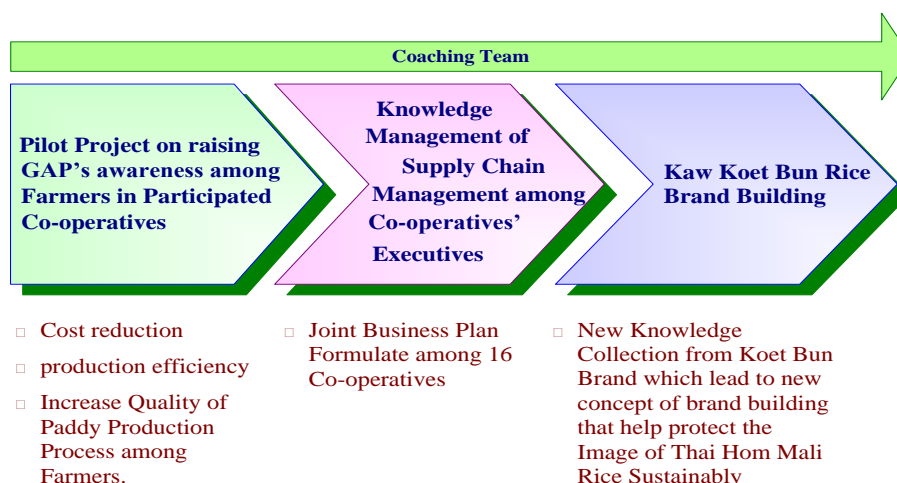 Coaching Team
Pilot Project on raising
GAP's awareness among
Farmers in Participated
Co-operatives
Knowledge
Management of
Supply Chain
Management among
Co-operatives'
Executives
Kaw Koet Bun Rice
Brand Building
Cost reduction
production efficiency
Increase Quality of
Paddy Production
Process among
Farmers.
Joint Business Plan
Formulate among 16
Co-operatives
New Knowledge
Collection from Koet Bun
Brand which lead to new
concept of brand building
that help protect the
Image of Thai Hom Mali
Rice Sustainably